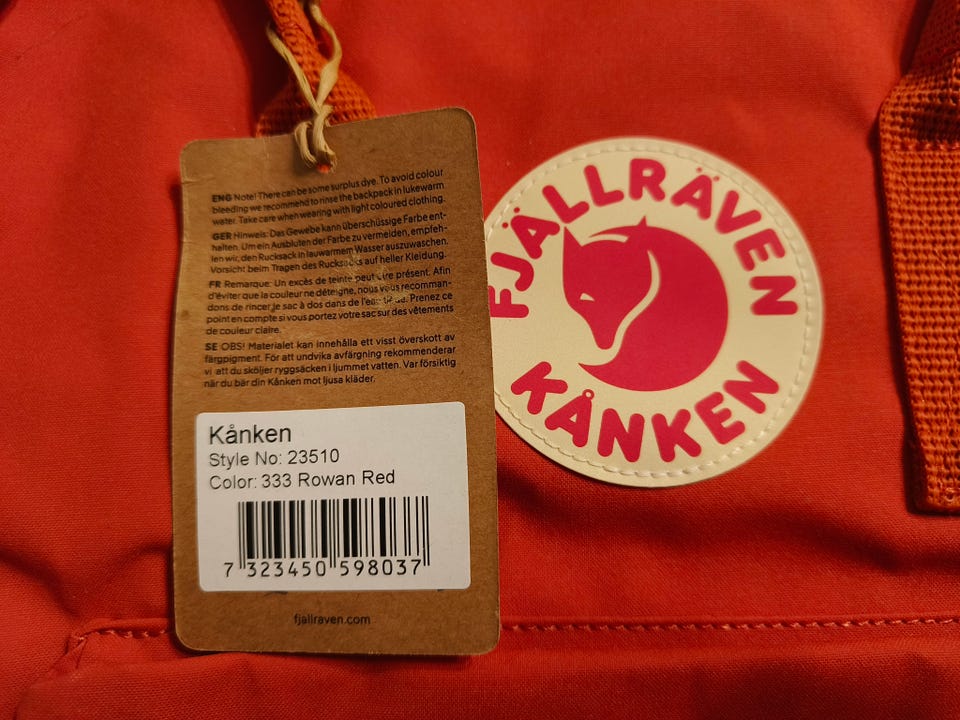 ENG Note! There can be some surplus dye. To avoid colour
bleeding we recommend to rinse the backpack in lukewarm
water. Take care when wearing with light coloured clothing.
GER Hinweis: Das Gewebe kann überschüssige Farbe ent-
halten. Um ein Ausbluten der Farbe zu vermeiden, empfeh-
len wir, den Rucksack in lauwarmem Wasser auszuwaschen.
Vorsicht beim Tragen des Rucksacks auf heller Kleidung.
FR Remarque: Un excès de teinte peut être présent. Afin
d'éviter que la couleur ne déteigne, nous vous recomman-
dons de rincer le sac à dos dans de l'eau. Prenez ce
point en compte si vous portez votre sac sur des vêtements
de couleur claire.
SE OBS! Materialet kan innehålla ett visst överskott av
färgpigment. För att undvika avfärgning rekommenderar
vi att du sköljer ryggsäcken i ljummet vatten. Var försiktig
när du bär din Kånken mot ljusa kläder.
Kånken
Style No: 23510
Color: 333 Rowan Red
7 323450 598037
fjallraven.com
FJÄLLRÄVEN
KÅNKEN